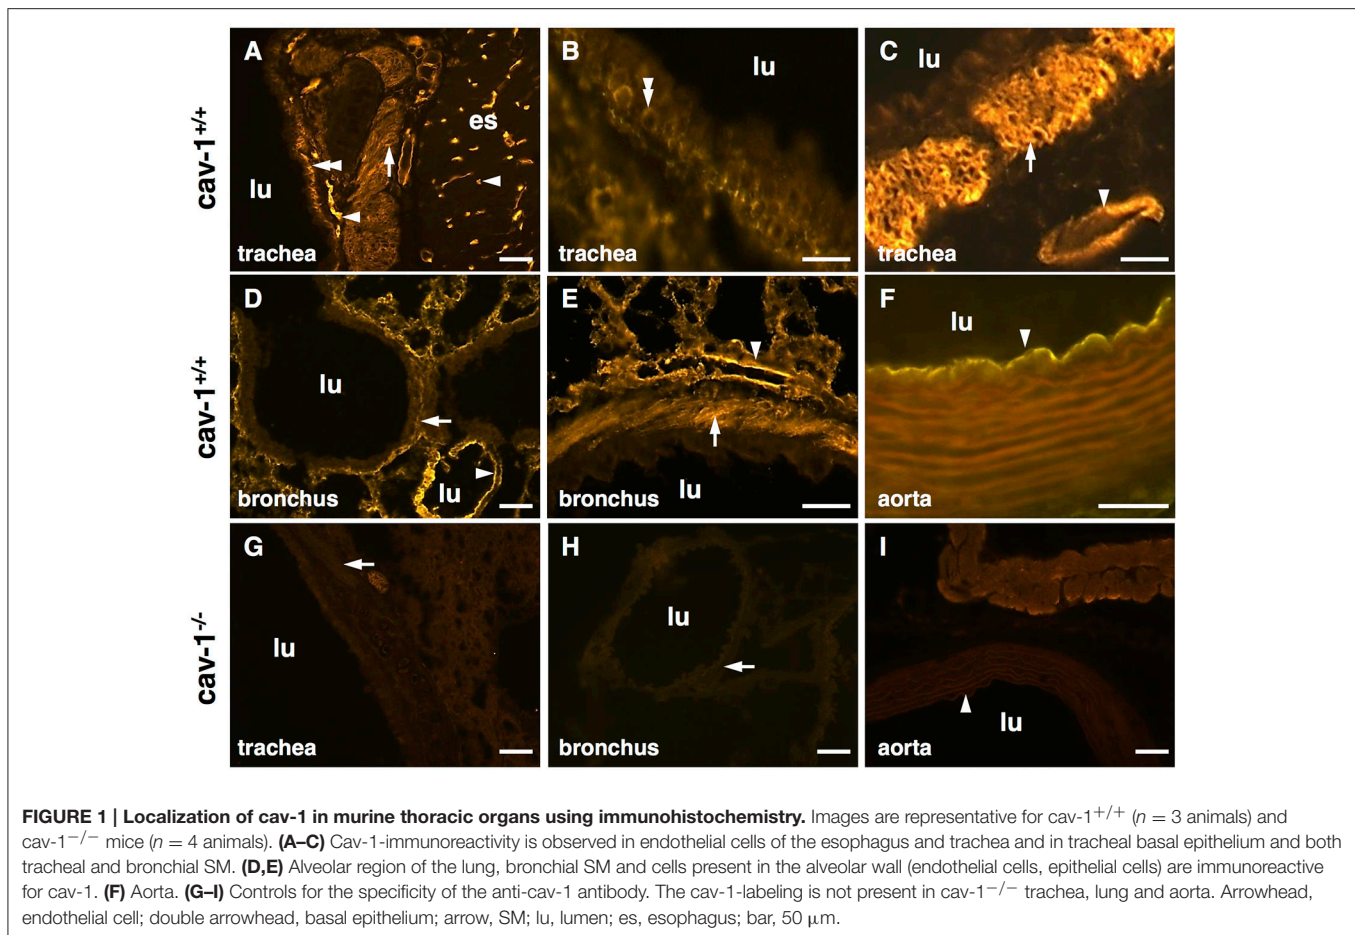 A
lu
es
trachea
B
lu
trachea
C
lu
trachea
cav-1+/+
D
lu
lu
bronchus
E
lu
bronchus
F
lu
aorta
cav-1+/+
G
lu
trachea
H
lu
bronchus
I
lu
aorta
cav-1-/-
FIGURE 1 | Localization of cav-1 in murine thoracic organs using immunohistochemistry. Images are representative for cav-1+/+ (n = 3 animals) and
cav-1−/− mice (n = 4 animals). (A–C) Cav-1-immunoreactivity is observed in endothelial cells of the esophagus and trachea and in tracheal basal epithelium and both
tracheal and bronchial SM. (D,E) Alveolar region of the lung, bronchial SM and cells present in the alveolar wall (endothelial cells, epithelial cells) are immunoreactive
for cav-1. (F) Aorta. (G–I) Controls for the specificity of the anti-cav-1 antibody. The cav-1-labeling is not present in cav-1−/− trachea, lung and aorta. Arrowhead,
endothelial cell; double arrowhead, basal epithelium; arrow, SM; lu, lumen; es, esophagus; bar, 50 μm.